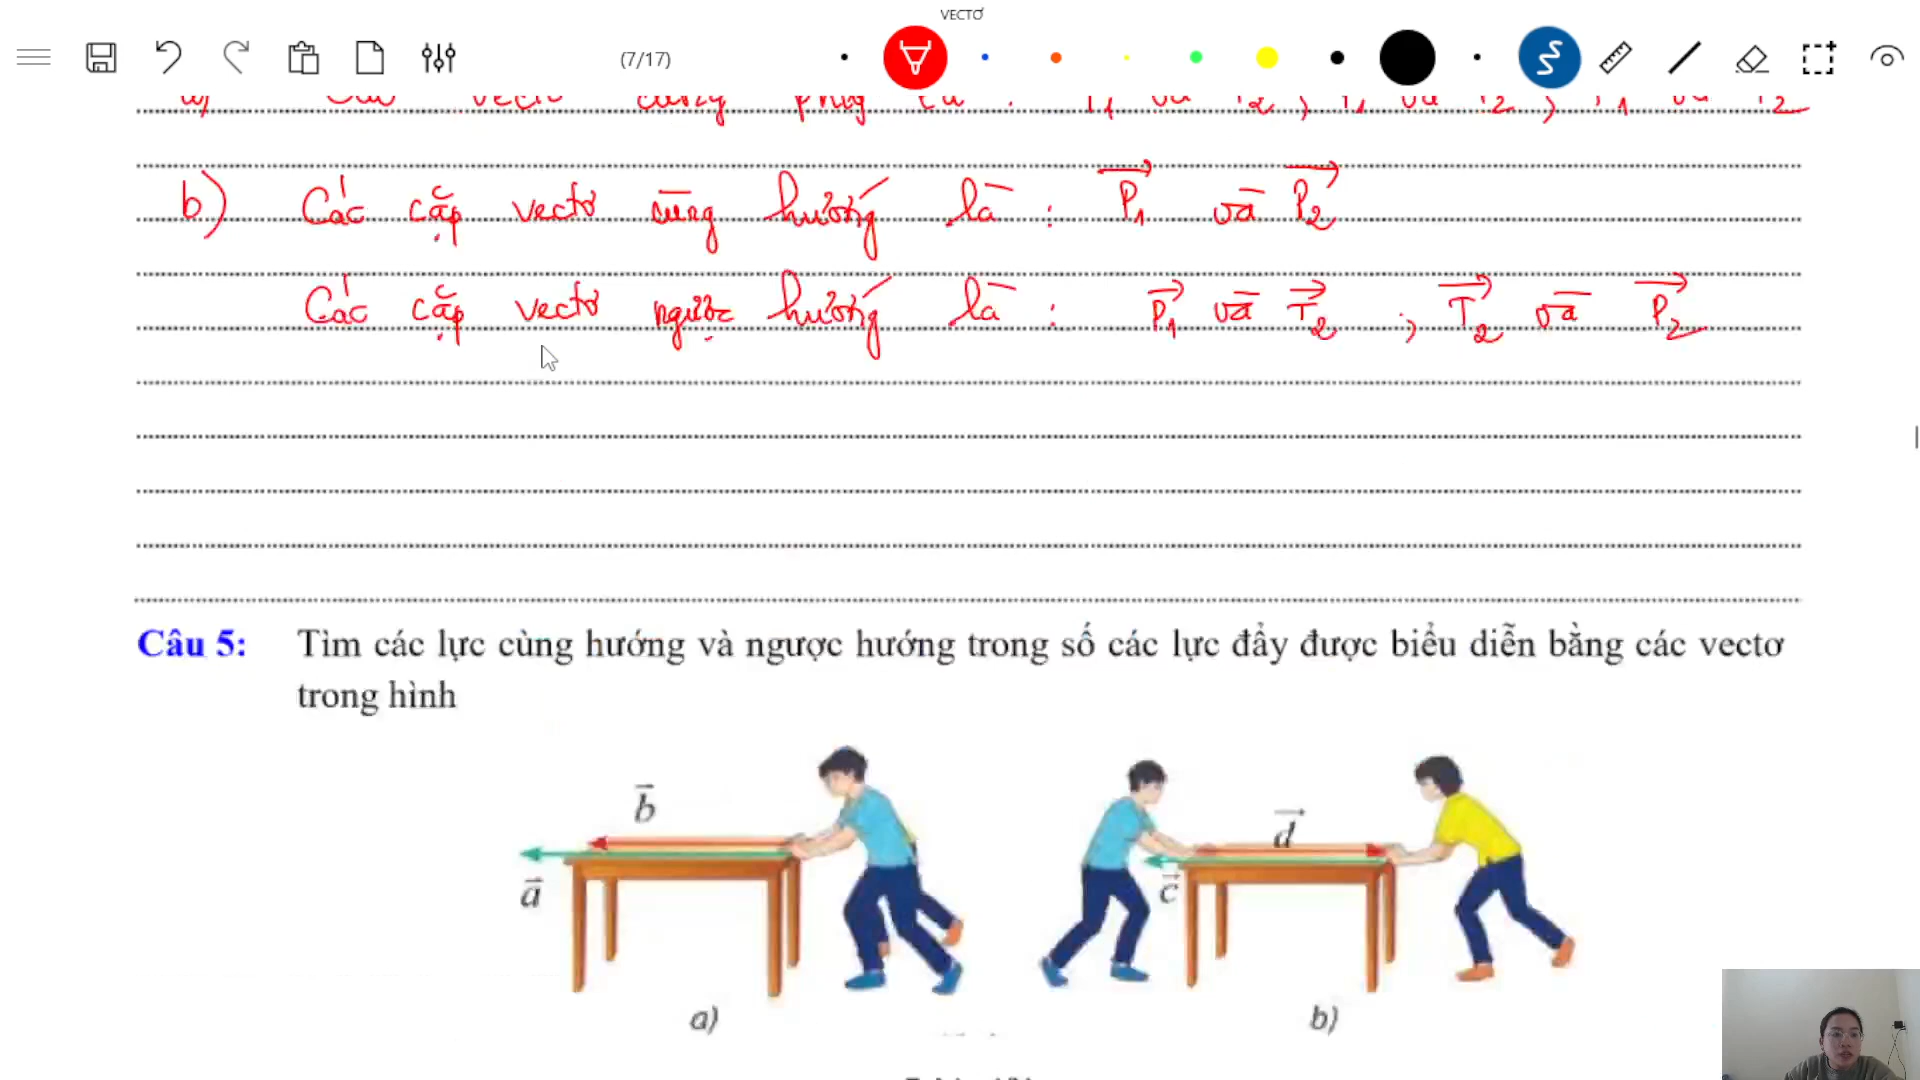 VECTƠ
(7/17)
b) Các cặp vectơ cùng hướng là : P₁ và P₂
Các cặp vectơ ngược hướng là : P₁ và T₂ ; T₂ và P₂
Câu 5: Tìm các lực cùng hướng và ngược hướng trong số các lực đẩy được biểu diễn bằng các vectơ
trong hình
b
d
a
c
a)
b)